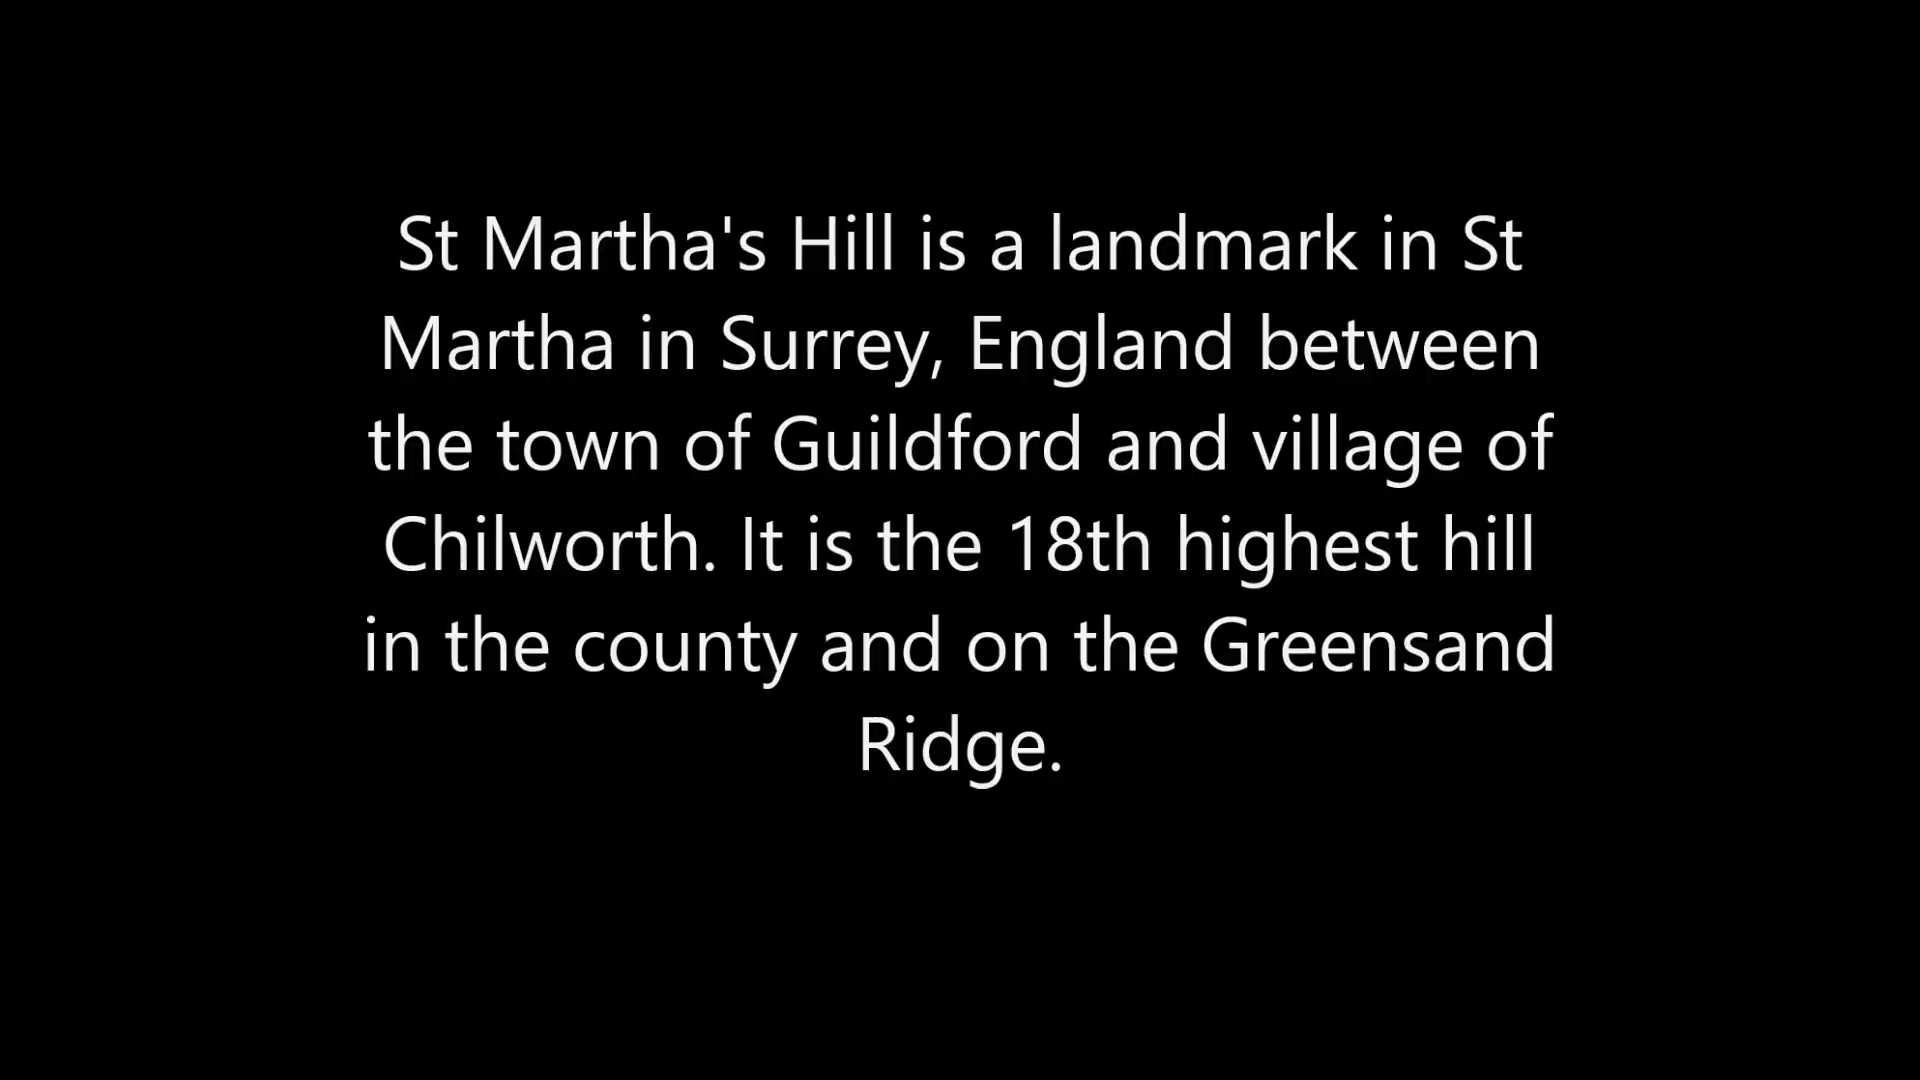 St Martha's Hill is a landmark in St
Martha in Surrey, England between
the town of Guildford and village of
Chilworth. It is the 18th highest hill
in the county and on the Greensand
Ridge.